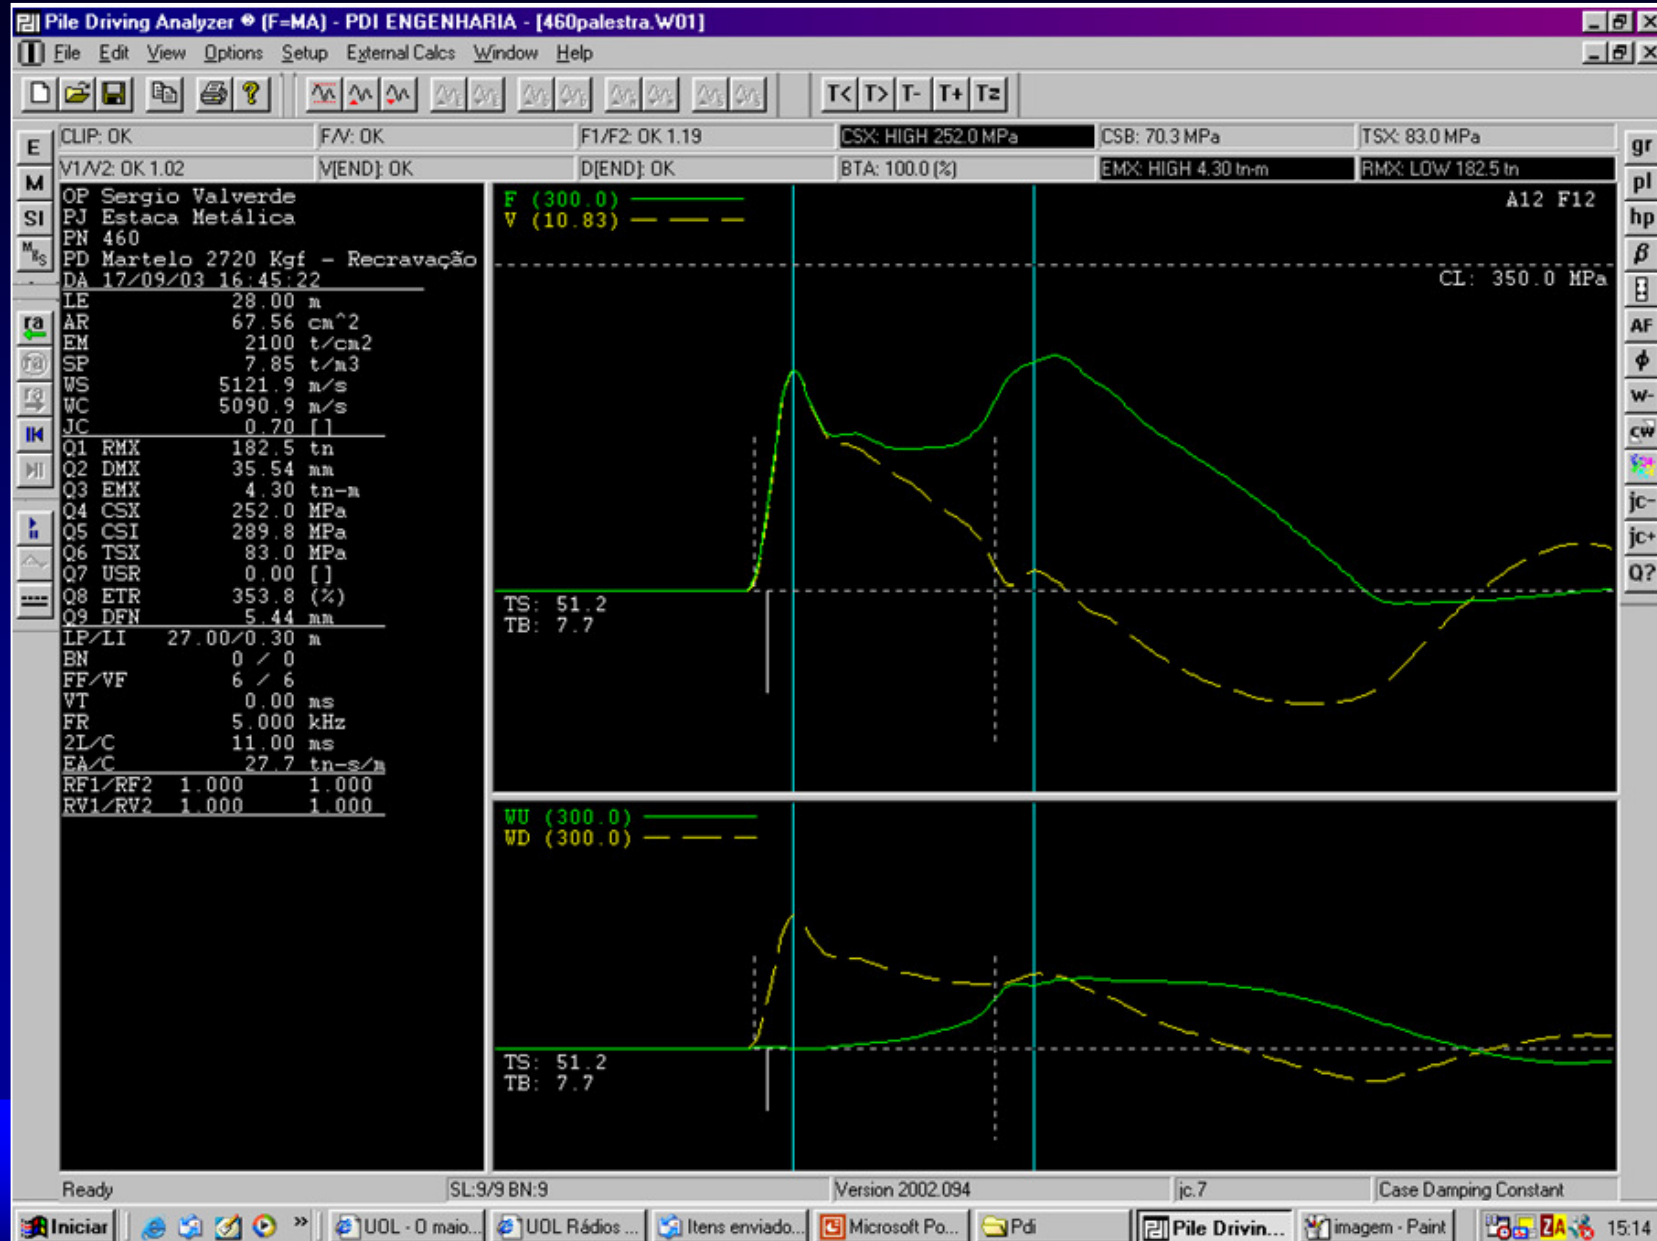 Pile Driving Analyzer ® (F=MA) - PDI ENGENHARIA - [460palestra.W01]
File Edit View Options Setup External Calcs Window Help
T< T> T- T+ T=
CLIP: OK F/V: OK F1/F2: OK 1.19 CSX: HIGH 252.0 MPa CSB: 70.3 MPa TSX: 83.0 MPa
V1/V2: OK 1.02 V[END]: OK D[END]: OK BTA: 100.0 (%) EMX: HIGH 4.30 tn-m RMX: LOW 182.5 tn
E
M
SI
MKS
ra
ra
ra
OP Sergio Valverde
PJ Estaca Metálica
PN 460
PD Martelo 2720 Kgf - Recravação
DA 17/09/03 16:45:22
LE 28.00 m
AR 67.56 cm^2
EM 2100 t/cm2
SP 7.85 t/m3
WS 5121.9 m/s
WC 5090.9 m/s
JC 0.70 []
Q1 RMX 182.5 tn
Q2 DMX 35.54 mm
Q3 EMX 4.30 tn-m
Q4 CSX 252.0 MPa
Q5 CSI 289.8 MPa
Q6 TSX 83.0 MPa
Q7 USR 0.00 []
Q8 ETR 353.8 (%)
Q9 DFN 5.44 mm
LP/LI 27.00/0.30 m
BN 0 / 0
FF/VF 6 / 6
VT 0.00 ms
FR 5.000 kHz
2L/C 11.00 ms
EA/C 27.7 tn-s/m
RF1/RF2 1.000 1.000
RV1/RV2 1.000 1.000
F (300.0)
V (10.83)
A12 F12
CL: 350.0 MPa
TS: 51.2
TB: 7.7
WU (300.0)
WD (300.0)
TS: 51.2
TB: 7.7
gr
pl
hp
β
AF
ϕ
w-
cw
jc-
jc+
Q?
Ready SL:9/9 BN:9 Version 2002.094 jc.7 Case Damping Constant
Iniciar » UOL - O maio... UOL Rádios ... Itens enviado... Microsoft Po... Pdi Pile Drivin... imagem - Paint ZA 15:14